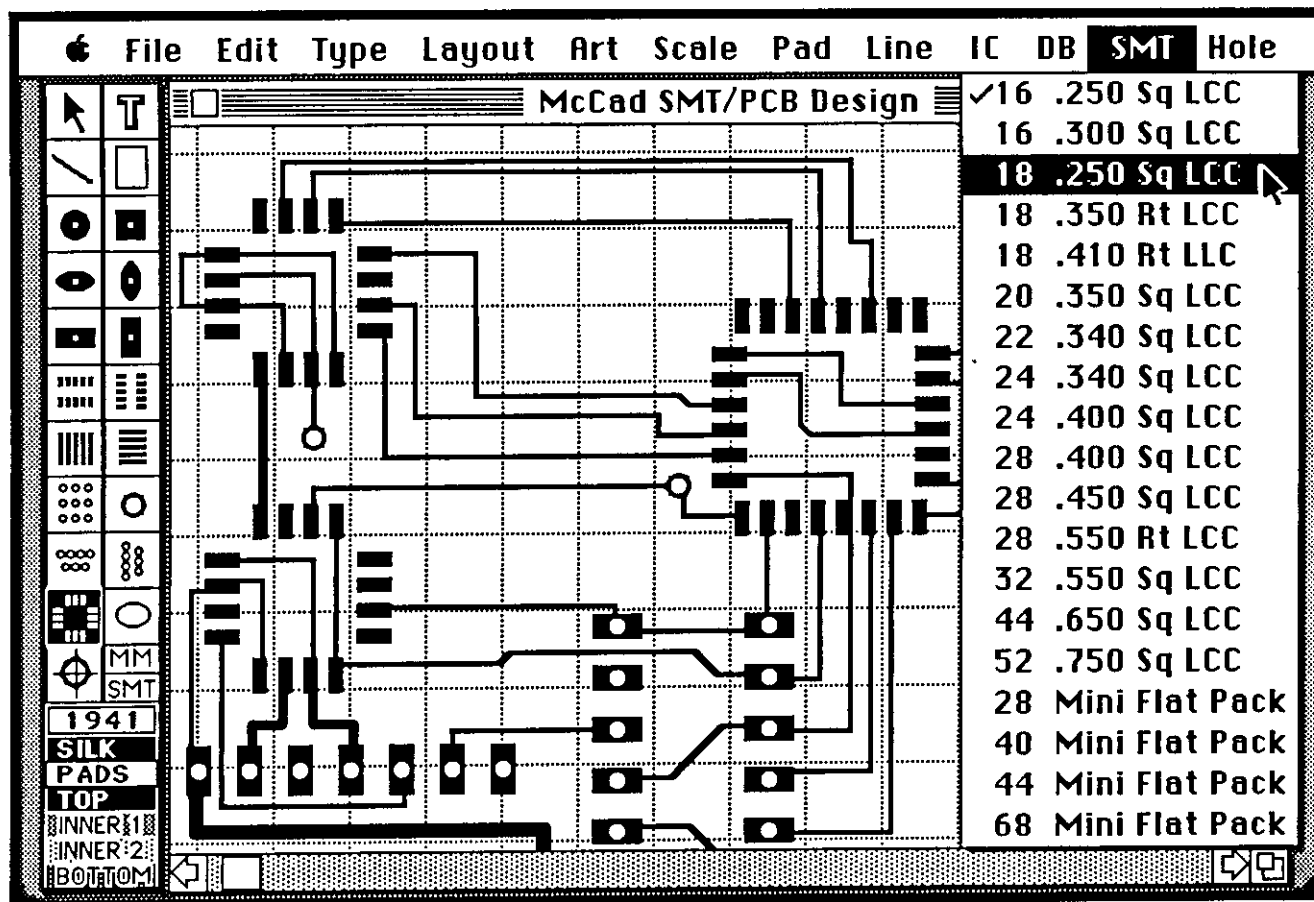 File Edit Type Layout Art Scale Pad Line IC DB SMT Hole
McCad SMT/PCB Design
✓16 .250 Sq LCC
16 .300 Sq LCC
18 .250 Sq LCC
18 .350 Rt LCC
18 .410 Rt LLC
20 .350 Sq LCC
22 .340 Sq LCC
24 .340 Sq LCC
24 .400 Sq LCC
28 .400 Sq LCC
28 .450 Sq LCC
28 .550 Rt LCC
32 .550 Sq LCC
44 .650 Sq LCC
52 .750 Sq LCC
28 Mini Flat Pack
40 Mini Flat Pack
44 Mini Flat Pack
68 Mini Flat Pack
T
MM
SMT
1941
SILK
PADS
TOP
INNER 1
INNER 2
BOTTOM